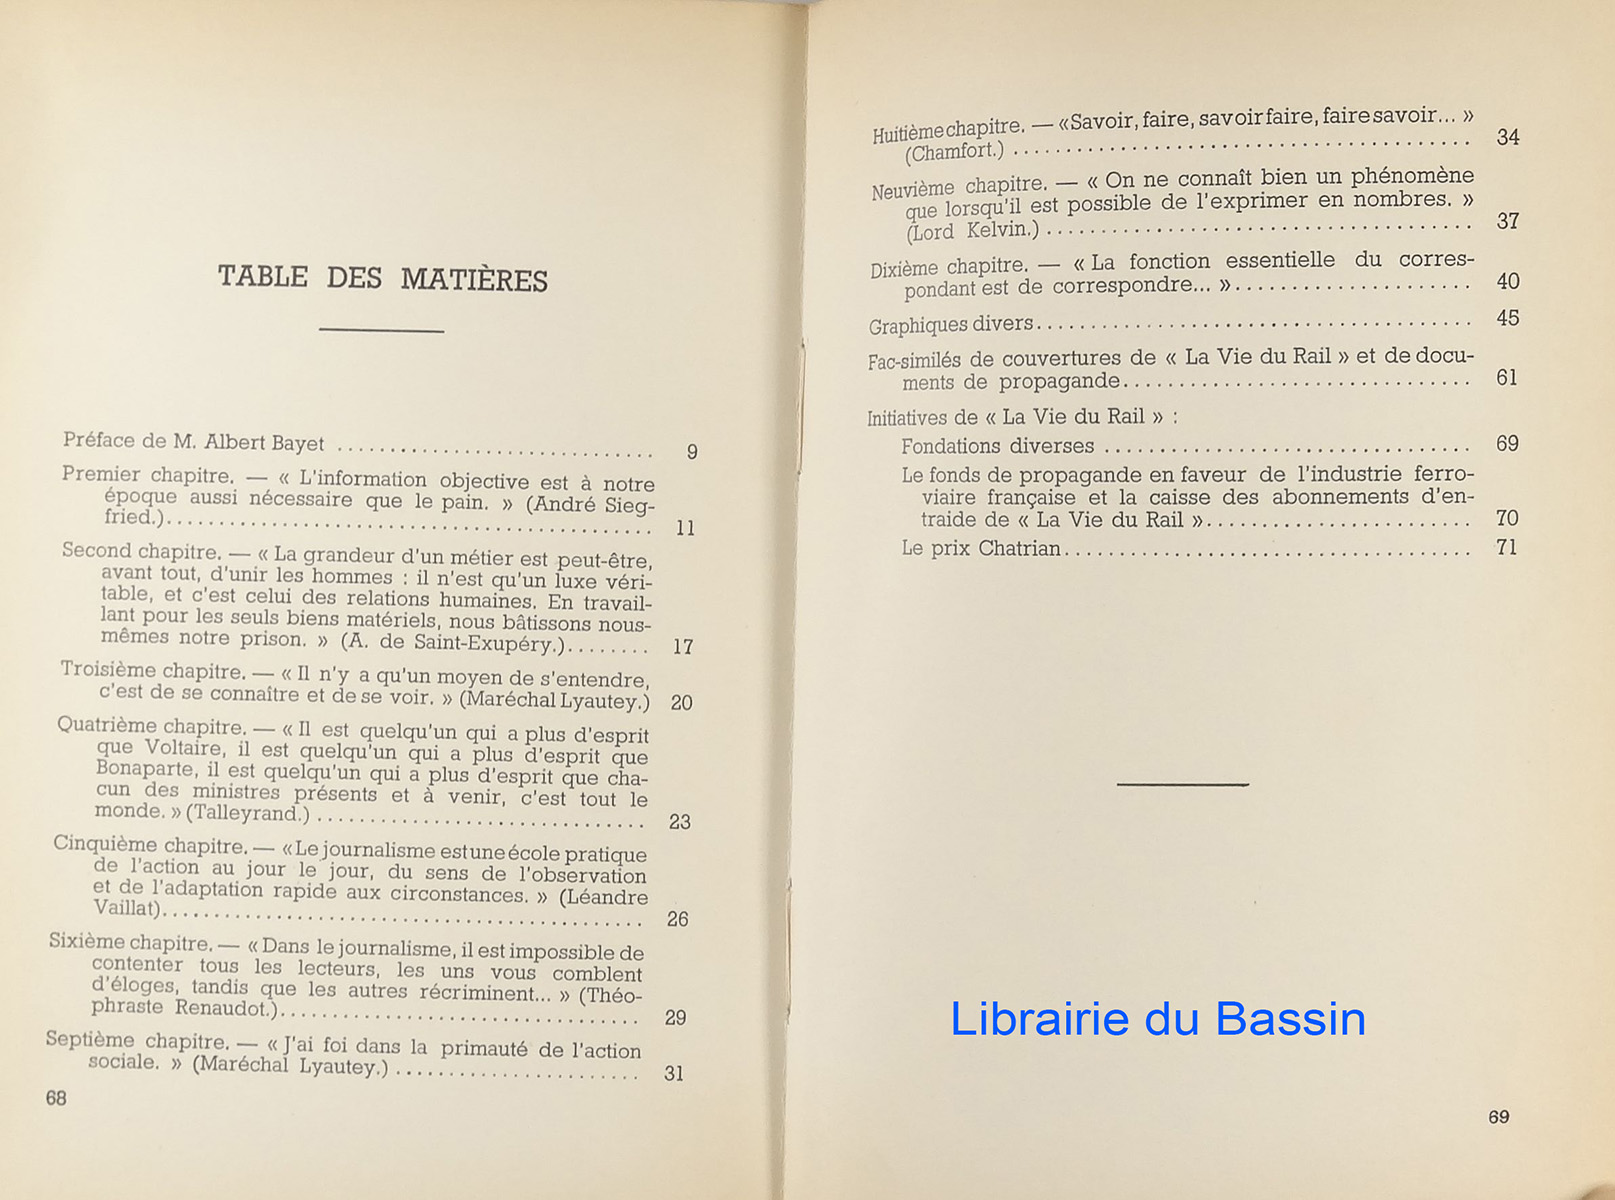 TABLE DES MATIÈRES
Préface de M. Albert Bayet .............................. 9
Premier chapitre. — « L'information objective est à notre
époque aussi nécessaire que le pain. » (André Sieg-
fried.).............................................. 11
Second chapitre. — « La grandeur d'un métier est peut-être,
avant tout, d'unir les hommes : il n'est qu'un luxe véri-
table, et c'est celui des relations humaines. En travail-
lant pour les seuls biens matériels, nous bâtissons nous-
mêmes notre prison. » (A. de Saint-Exupéry.)........ 17
Troisième chapitre. — « Il n'y a qu'un moyen de s'entendre,
c'est de se connaître et de se voir. » (Maréchal Lyautey.) 20
Quatrième chapitre. — « Il est quelqu'un qui a plus d'esprit
que Voltaire, il est quelqu'un qui a plus d'esprit que
Bonaparte, il est quelqu'un qui a plus d'esprit que cha-
cun des ministres présents et à venir, c'est tout le
monde. » (Talleyrand.) ............................... 23
Cinquième chapitre. — « Le journalisme est une école pratique
de l'action au jour le jour, du sens de l'observation
et de l'adaptation rapide aux circonstances. » (Léandre
Vaillat)............................................. 26
Sixième chapitre. — « Dans le journalisme, il est impossible de
contenter tous les lecteurs, les uns vous comblent
d'éloges, tandis que les autres récriminent... » (Théo-
phraste Renaudot.).................................. 29
Septième chapitre. — « J'ai foi dans la primauté de l'action
sociale. » (Maréchal Lyautey.) ....................... 31
68
Huitième chapitre. — « Savoir, faire, savoir faire, faire savoir... »
(Chamfort.) ........................................... 34
Neuvième chapitre. — « On ne connaît bien un phénomène
que lorsqu'il est possible de l'exprimer en nombres. »
(Lord Kelvin.) ........................................ 37
Dixième chapitre. — « La fonction essentielle du corres-
pondant est de correspondre... »...................... 40
Graphiques divers......................................... 45
Fac-similés de couvertures de « La Vie du Rail » et de docu-
ments de propagande................................ 61
Initiatives de « La Vie du Rail » :
Fondations diverses ................................... 69
Le fonds de propagande en faveur de l'industrie ferro-
viaire française et la caisse des abonnements d'en-
traide de « La Vie du Rail »......................... 70
Le prix Chatrian....................................... 71
Librairie du Bassin
69